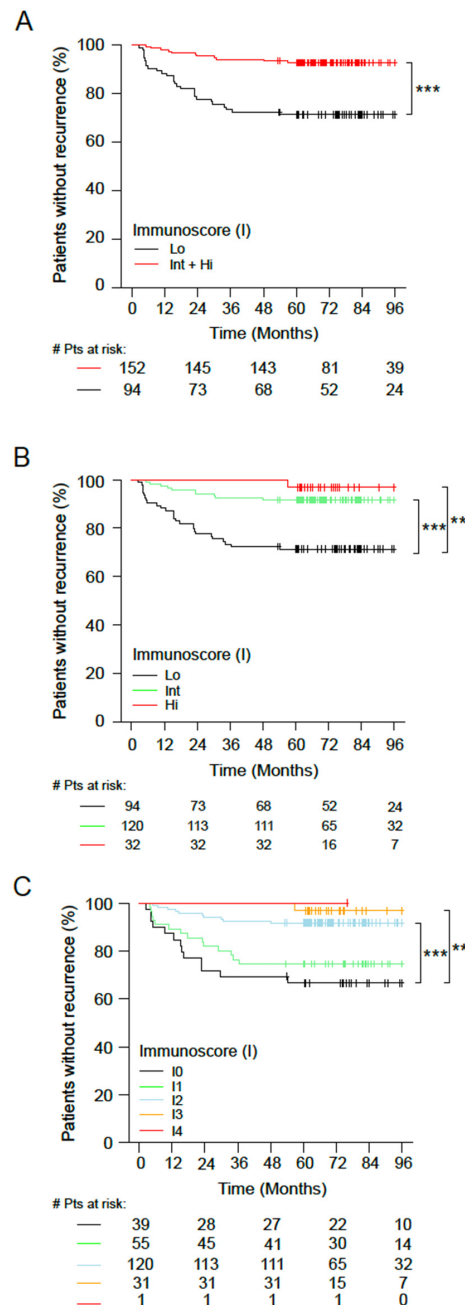 A
Patients without recurrence (%)
100
80
60
40
20
0
***
Immunoscore (I)
Lo
Int + Hi
0 12 24 36 48 60 72 84 96
Time (Months)
# Pts at risk:
152 145 143 81 39
94 73 68 52 24
B
Patients without recurrence (%)
100
80
60
40
20
0
***
**
Immunoscore (I)
Lo
Int
Hi
0 12 24 36 48 60 72 84 96
Time (Months)
# Pts at risk:
94 73 68 52 24
120 113 111 65 32
32 32 32 16 7
C
Patients without recurrence (%)
100
80
60
40
20
0
***
**
Immunoscore (I)
I0
I1
I2
I3
I4
0 12 24 36 48 60 72 84 96
Time (Months)
# Pts at risk:
39 28 27 22 10
55 45 41 30 14
120 113 111 65 32
31 31 31 15 7
1 1 1 1 0